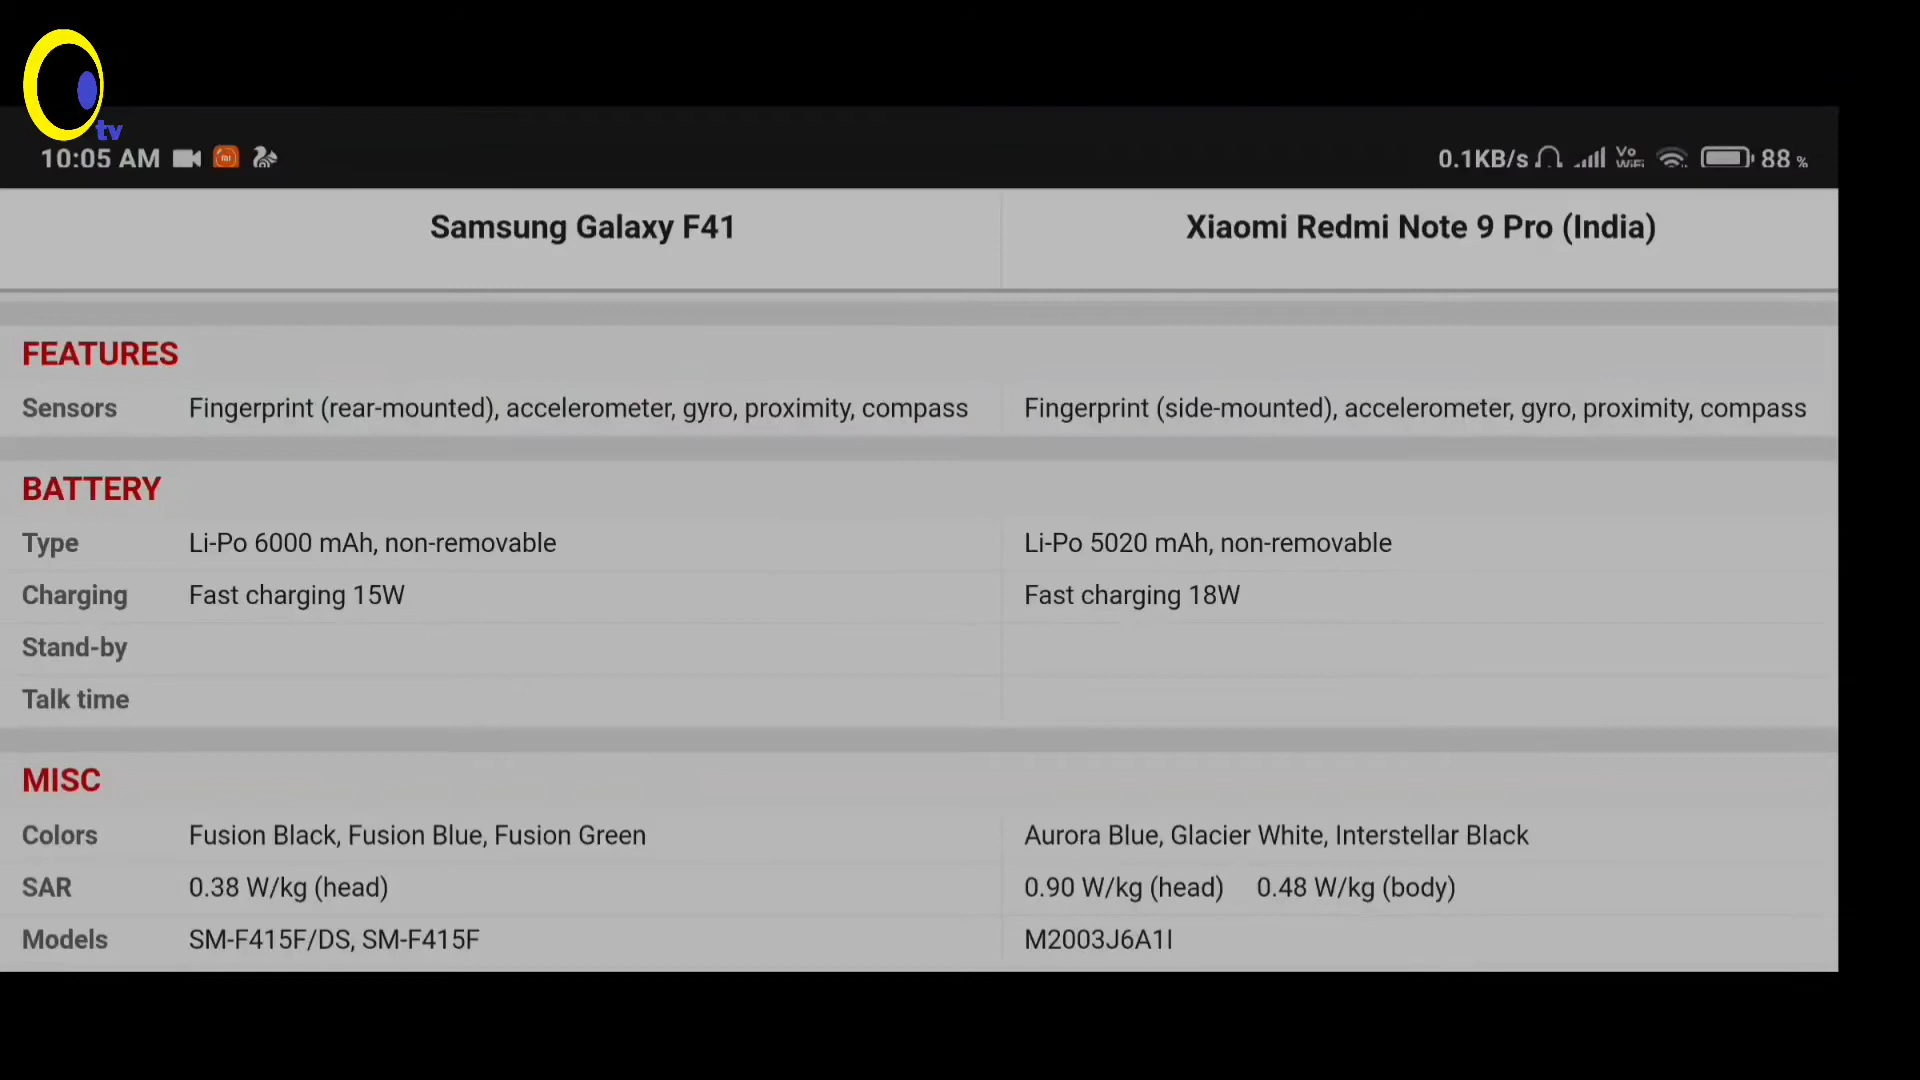 tv
10:05 AM 0.1KB/s Vo WiFi 88 %
Samsung Galaxy F41 Xiaomi Redmi Note 9 Pro (India)
FEATURES
Sensors Fingerprint (rear-mounted), accelerometer, gyro, proximity, compass Fingerprint (side-mounted), accelerometer, gyro, proximity, compass
BATTERY
Type Li-Po 6000 mAh, non-removable Li-Po 5020 mAh, non-removable
Charging Fast charging 15W Fast charging 18W
Stand-by
Talk time
MISC
Colors Fusion Black, Fusion Blue, Fusion Green Aurora Blue, Glacier White, Interstellar Black
SAR 0.38 W/kg (head) 0.90 W/kg (head) 0.48 W/kg (body)
Models SM-F415F/DS, SM-F415F M2003J6A1I